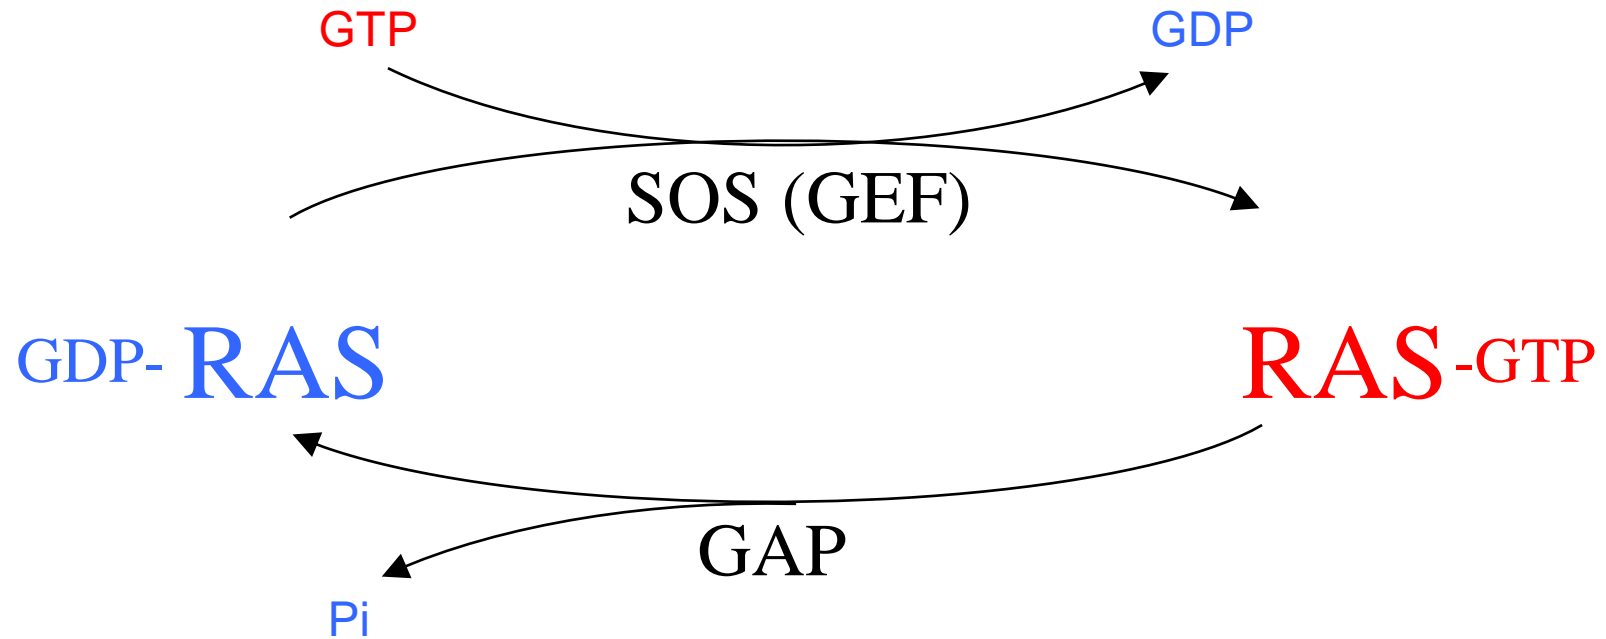 GTP GDP
SOS (GEF)
GDP- RAS RAS -GTP
GAP
Pi